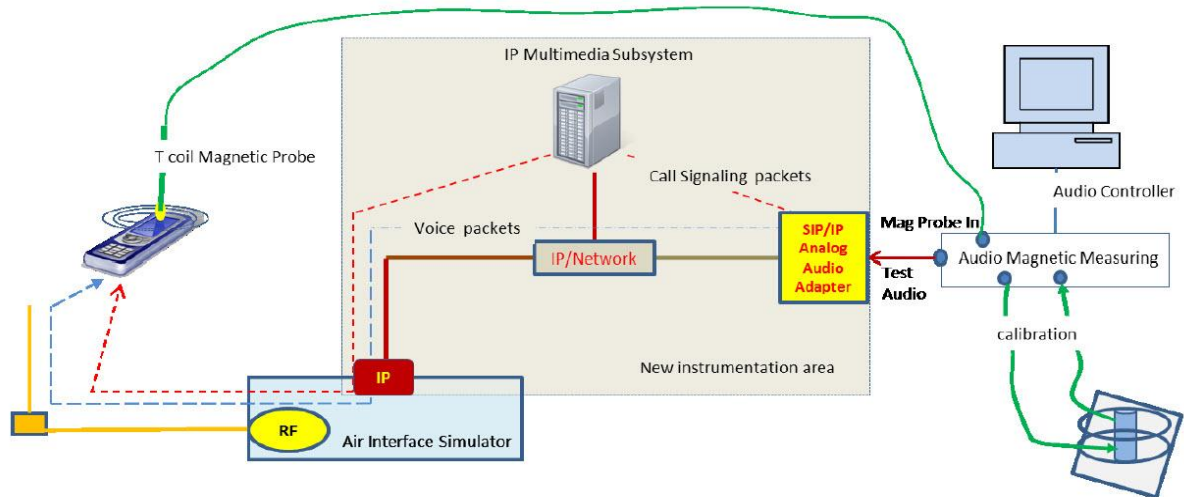 IP Multimedia Subsystem
T coil Magnetic Probe
Call Signaling packets
Audio Controller
Voice packets
SIP/IP
Analog
Audio
Adapter
Mag Probe In
IP/Network
Audio Magnetic Measuring
Test
Audio
calibration
New instrumentation area
IP
RF
Air Interface Simulator